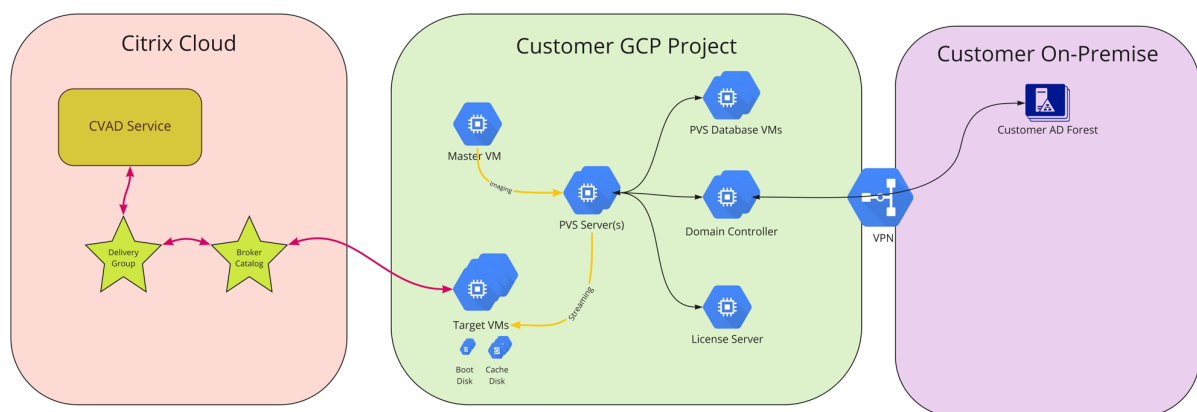 Citrix Cloud
CVAD Service
Delivery
Group
Broker
Catalog
Customer GCP Project
Master VM
Imaging
PVS Server(s)
Streaming
Target VMs
Boot
Disk
Cache
Disk
PVS Database VMs
Domain Controller
License Server
VPN
Customer On-Premise
Customer AD Forest